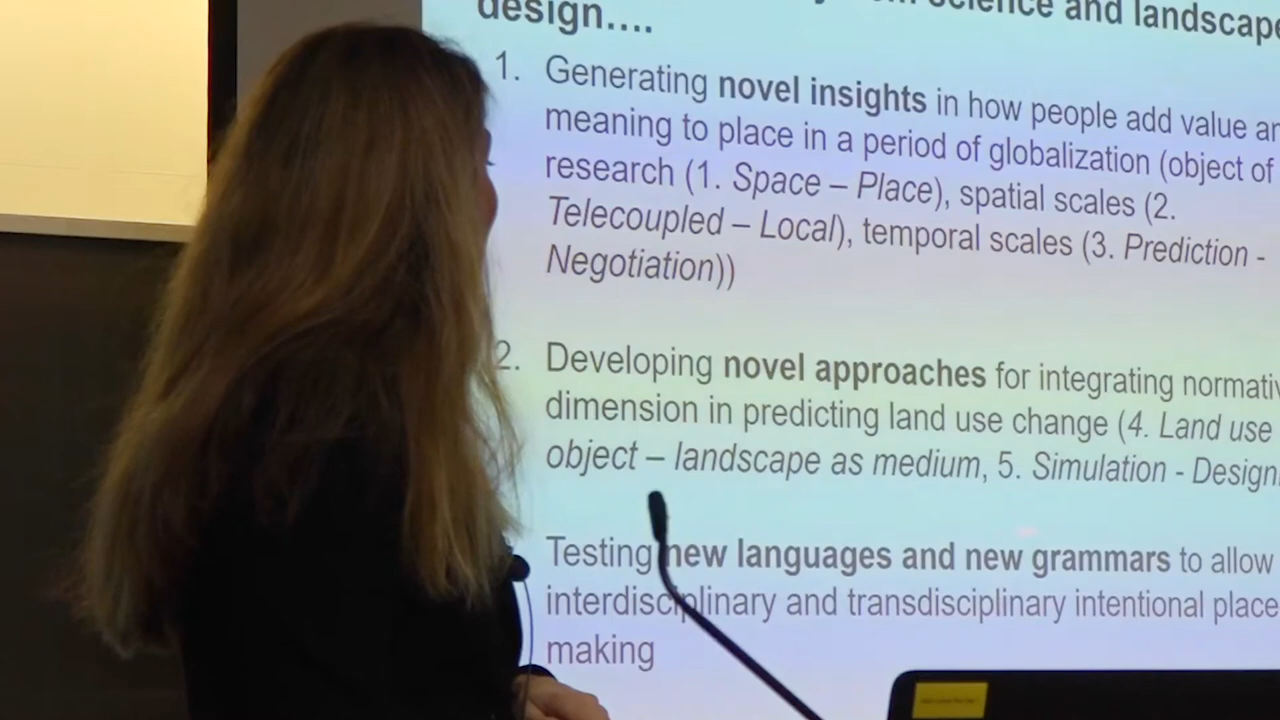 science and landscape
design....
1. Generating novel insights in how people add value
meaning to place in a period of globalization (object of
research (1. Space – Place), spatial scales (2.
Telecoupled – Local), temporal scales (3. Prediction -
Negotiation))
2. Developing novel approaches for integrating
dimension in predicting land use change (4. Land use
object – landscape as medium, 5. Simulation - Design
Testing new languages and new grammars to allow
interdisciplinary and transdisciplinary intentional place
making